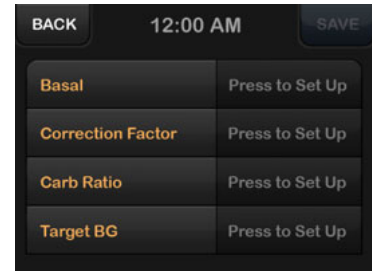 BACK 12:00 AM SAVE
Basal Press to Set Up
Correction Factor Press to Set Up
Carb Ratio Press to Set Up
Target BG Press to Set Up